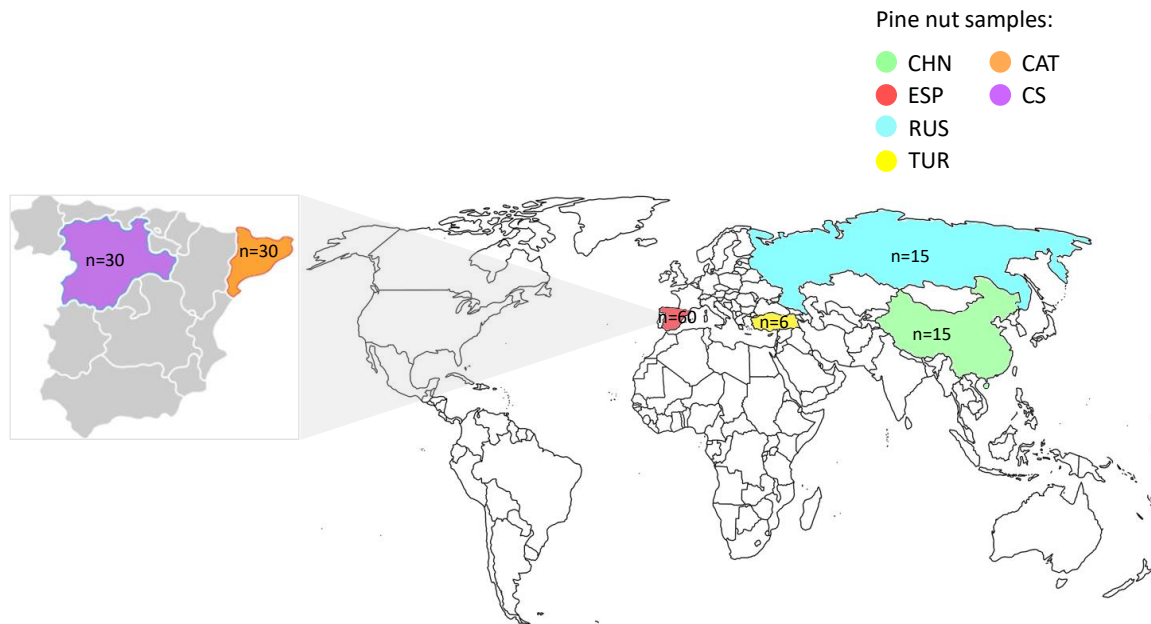 Pine nut samples:
CHN
CAT
ESP
CS
RUS
TUR
n=30
n=30
n=15
n=60
n=6
n=15